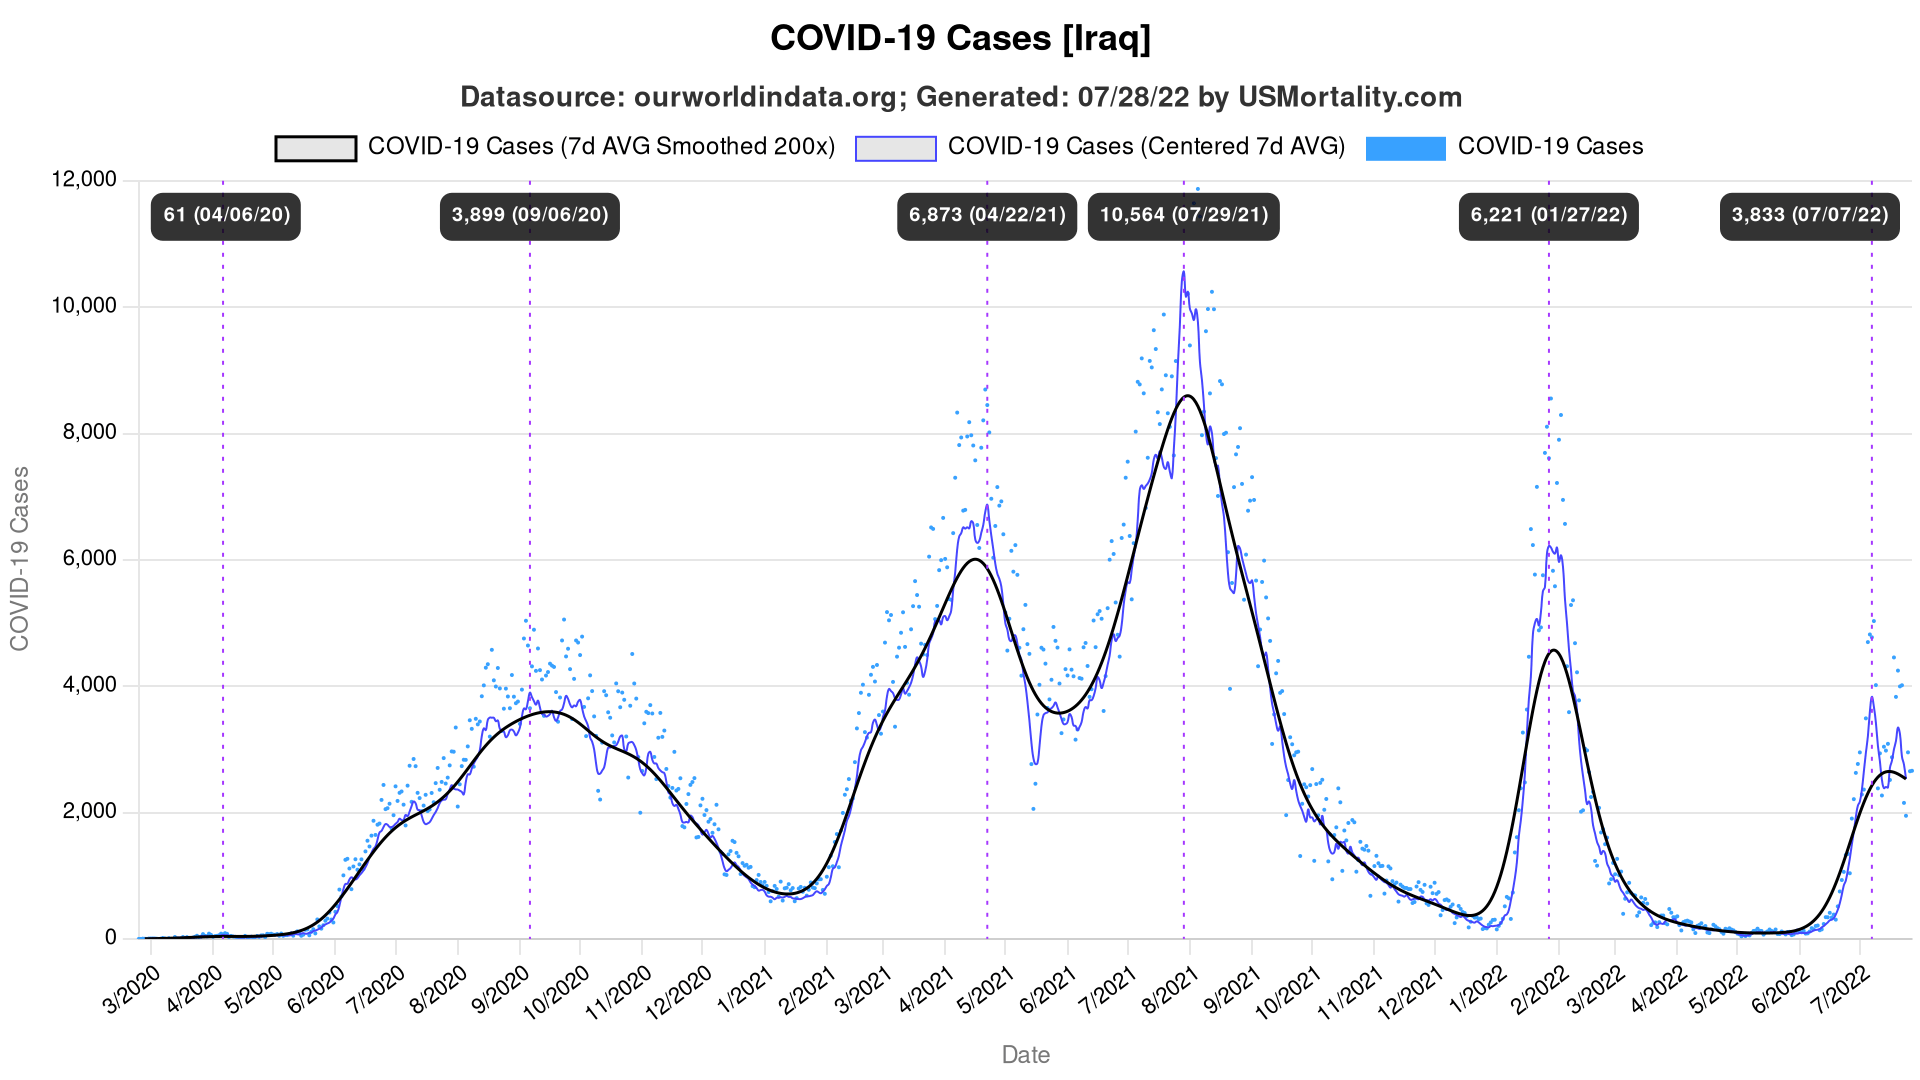 COVID-19 Cases [Iraq]
Datasource: ourworldindata.org; Generated: 07/28/22 by USMortality.com
COVID-19 Cases (7d AVG Smoothed 200x) COVID-19 Cases (Centered 7d AVG) COVID-19 Cases
61 (04/06/20) 3,899 (09/06/20) 6,873 (04/22/21) 10,564 (07/29/21) 6,221 (01/27/22) 3,833 (07/07/22)
12,000
10,000
8,000
6,000
4,000
2,000
0
COVID-19 Cases
3/2020 4/2020 5/2020 6/2020 7/2020 8/2020 9/2020 10/2020 11/2020 12/2020 1/2021 2/2021 3/2021 4/2021 5/2021 6/2021 7/2021 8/2021 9/2021 10/2021 11/2021 12/2021 1/2022 2/2022 3/2022 4/2022 5/2022 6/2022 7/2022
Date